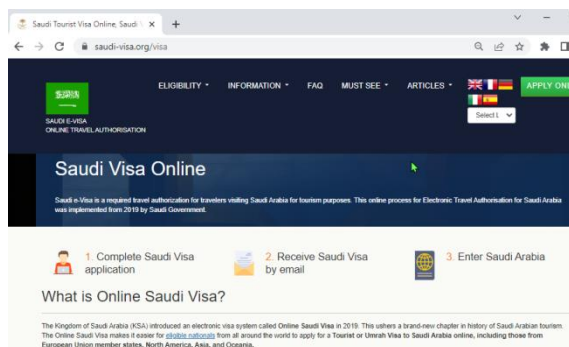 Saudi Tourist Visa Online, Saudi
saudi-visa.org/visa
ELIGIBILITY INFORMATION FAQ MUST SEE ARTICLES APPLY ONL
SAUDI E-VISA
ONLINE TRAVEL AUTHORISATION
Select L
Saudi Visa Online
Saudi e-Visa is a required travel authorization for travelers visiting Saudi Arabia for tourism purposes. This online process for Electronic Travel Authorisation for Saudi Arabia
was implemented from 2019 by Saudi Government.
1. Complete Saudi Visa
application
2. Receive Saudi Visa
by email
3. Enter Saudi Arabia
What is Online Saudi Visa?
The Kingdom of Saudi Arabia (KSA) introduced an electronic visa system called Online Saudi Visa in 2019. This ushers a brand-new chapter in history of Saudi Arabian tourism.
The Online Saudi Visa makes it easier for eligible nationals from all around the world to apply for a Tourist or Umrah Visa to Saudi Arabia online, including those from
European Union member states, North America, Asia, and Oceania.